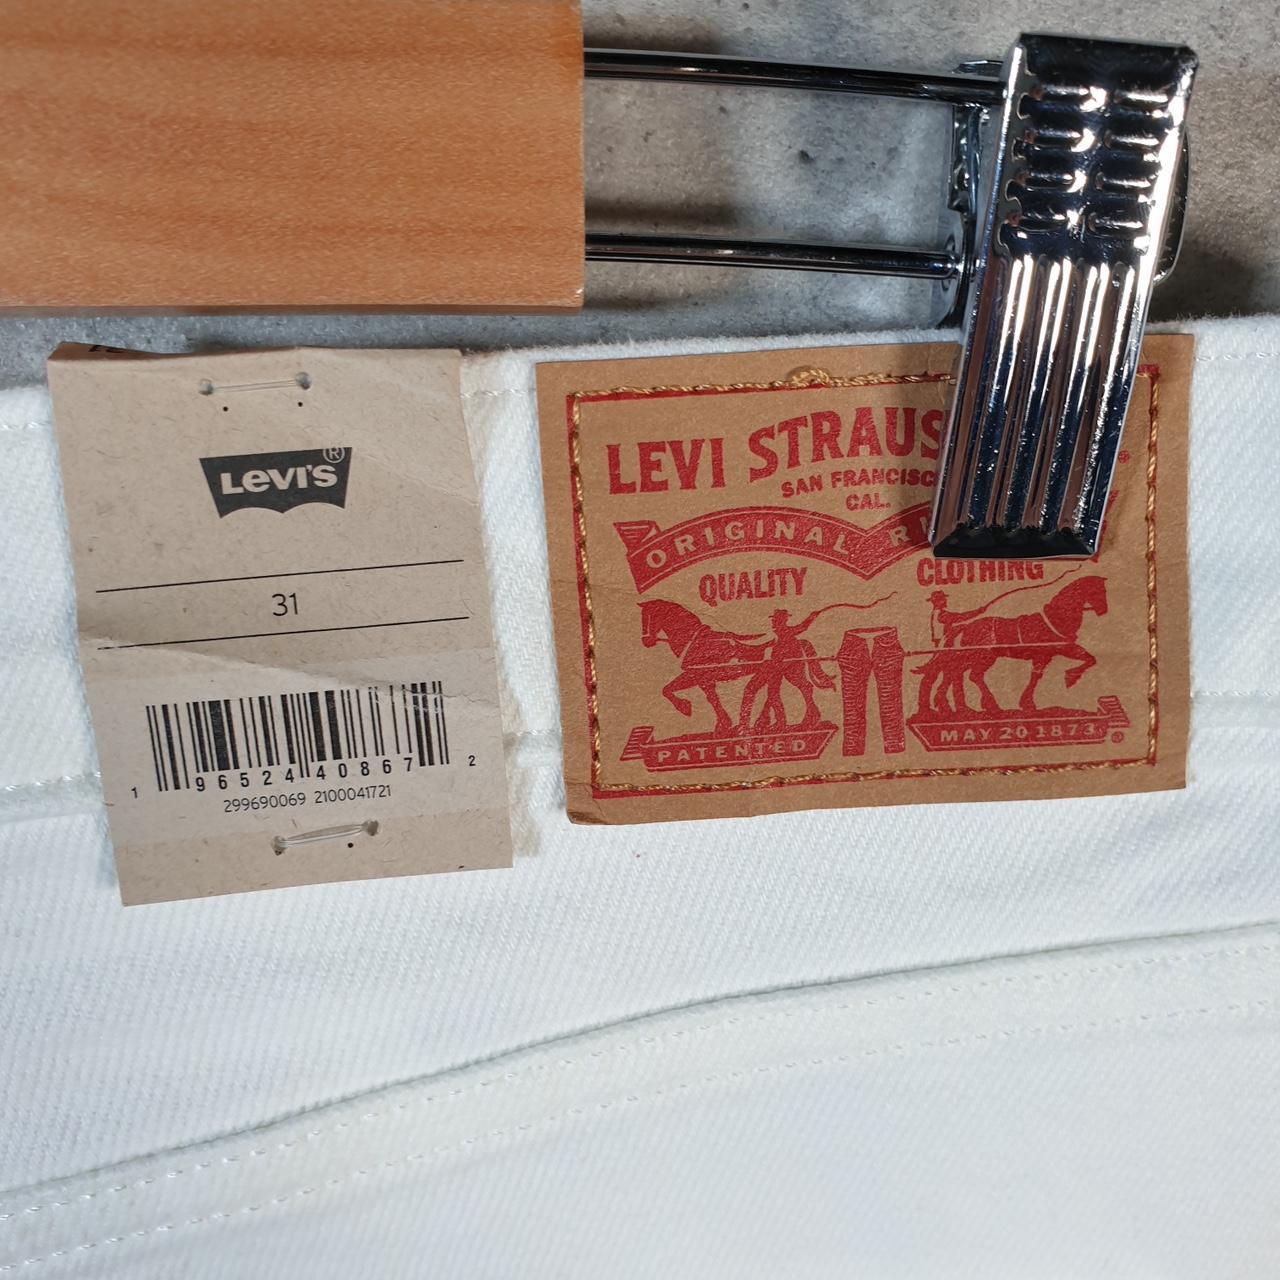 LEVI'S®
31
1 96524 40867 2
299690069 2100041721
LEVI STRAUS
®
SAN FRANCISC
CAL.
ORIGINAL R
QUALITY CLOTHING
PATENTED MAY 20 1873